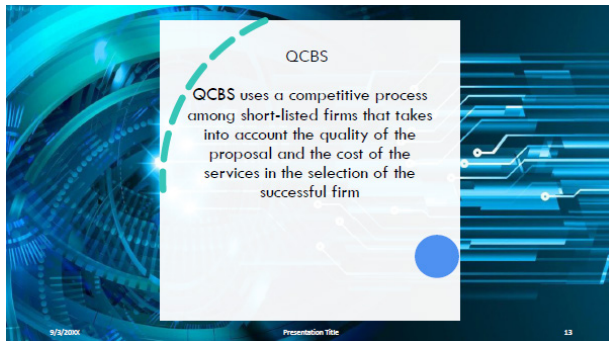 QCBS
QCBS uses a competitive process
among short-listed firms that takes
into account the quality of the
proposal and the cost of the
services in the selection of the
successful firm
9/3/20XX
Presentation Title
13